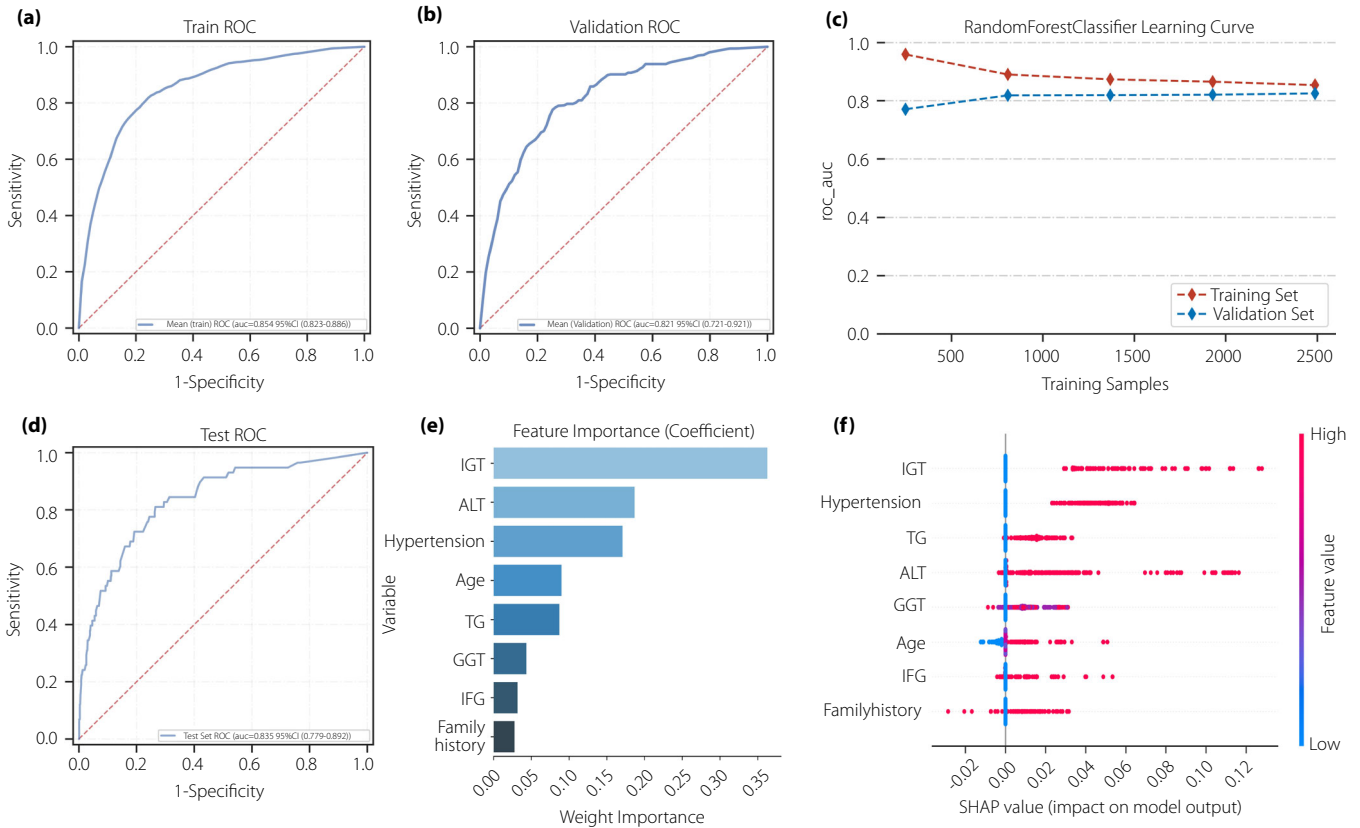 (a)
Train ROC
1.0
0.8
0.6
0.4
0.2
0.0
Sensitivity
Mean (train) ROC (auc=0.854 95%CI (0.823-0.886))
0.0 0.2 0.4 0.6 0.8 1.0
1-Specificity
(b)
Validation ROC
1.0
0.8
0.6
0.4
0.2
0.0
Sensitivity
Mean (Validation) ROC (auc=0.821 95%CI (0.721-0.921))
0.0 0.2 0.4 0.6 0.8 1.0
1-Specificity
(c)
RandomForestClassifier Learning Curve
1.0
0.8
0.6
0.4
0.2
0.0
roc_auc
Training Set
Validation Set
500 1000 1500 2000 2500
Training Samples
(d)
Test ROC
1.0
0.8
0.6
0.4
0.2
0.0
Sensitivity
Test Set ROC (auc=0.835 95%CI (0.779-0.892))
0.0 0.2 0.4 0.6 0.8 1.0
1-Specificity
(e)
Feature Importance (Coefficient)
Variable
IGT
ALT
Hypertension
Age
TG
GGT
IFG
Family
history
0.00 0.05 0.10 0.15 0.20 0.25 0.30 0.35
Weight Importance
(f)
IGT
Hypertension
TG
ALT
GGT
Age
IFG
Familyhistory
-0.02 0.00 0.02 0.04 0.06 0.08 0.10 0.12
SHAP value (impact on model output)
High
Feature value
Low